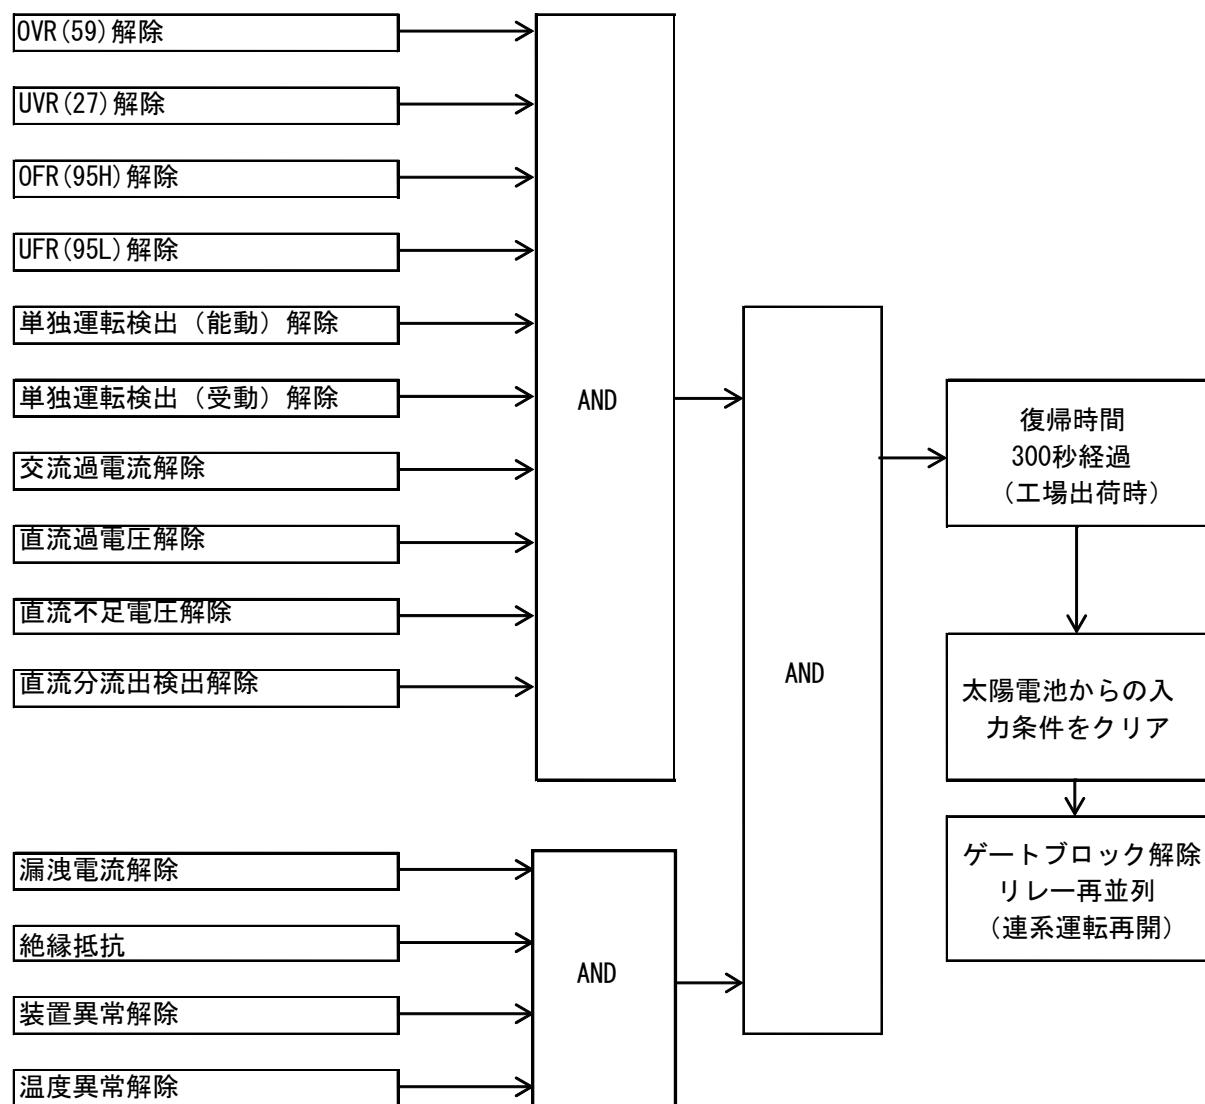 OVR(59)解除
UVR(27)解除
OFR(95H)解除
UFR(95L)解除
単独運転検出（能動）解除
単独運転検出（受動）解除
交流過電流解除
直流過電圧解除
直流不足電圧解除
直流分流出検出解除
AND
漏洩電流解除
絶縁抵抗
装置異常解除
温度異常解除
AND
AND
復帰時間
300秒経過
（工場出荷時）
太陽電池からの入
力条件をクリア
ゲートブロック解除
リレー再並列
（連系運転再開）